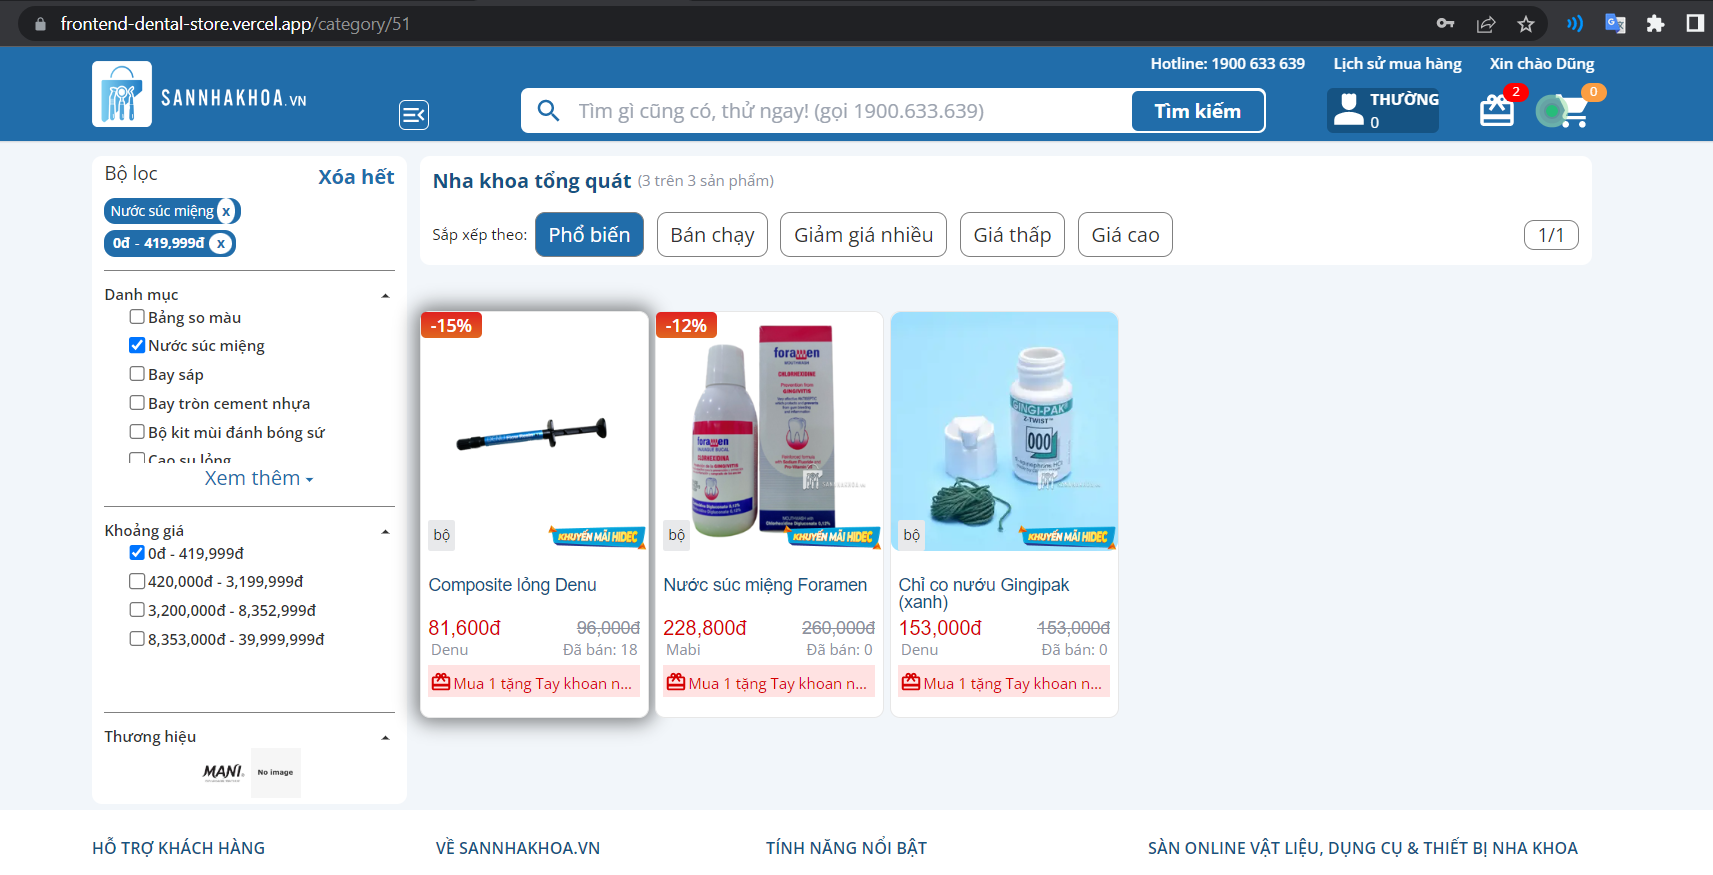 frontend-dental-store.vercel.app/category/51
Hotline: 1900 633 639
Lịch sử mua hàng
Xin chào Dũng
SANNHAKHOA.VN
Tìm gì cũng có, thử ngay! (gọi 1900.633.639)
Tìm kiếm
THƯỜNG
0
2
0
Bộ lọc
Xóa hết
Nước súc miệng x
0đ - 419,999đ x
Danh mục
Bảng so màu
Nước súc miệng
Bay sáp
Bay tròn cement nhựa
Bộ kit mùi đánh bóng sứ
Cao su lỏng
Xem thêm
Khoảng giá
0đ - 419,999đ
420,000đ - 3,199,999đ
3,200,000đ - 8,352,999đ
8,353,000đ - 39,999,999đ
Thương hiệu
MANI
No image
Nha khoa tổng quát (3 trên 3 sản phẩm)
Sắp xếp theo:
Phổ biến
Bán chạy
Giảm giá nhiều
Giá thấp
Giá cao
1/1
-15%
bộ
KHUYẾN MÃI HIDEC
Composite lỏng Denu
81,600đ
96,000đ
Denu
Đã bán: 18
Mua 1 tặng Tay khoan n...
-12%
foramen
CHLORHEXIDINE
GINGIVITIS
foramen
CLORHEXIDINA
bộ
KHUYẾN MÃI HIDEC
Nước súc miệng Foramen
228,800đ
260,000đ
Mabi
Đã bán: 0
Mua 1 tặng Tay khoan n...
GINGI-PAK
Z-TWIST
000
bộ
KHUYẾN MÃI HIDEC
Chỉ co nướu Gingipak
(xanh)
153,000đ
153,000đ
Denu
Đã bán: 0
Mua 1 tặng Tay khoan n...
HỖ TRỢ KHÁCH HÀNG
VỀ SANNHAKHOA.VN
TÍNH NĂNG NỔI BẬT
SÀN ONLINE VẬT LIỆU, DỤNG CỤ & THIẾT BỊ NHA KHOA